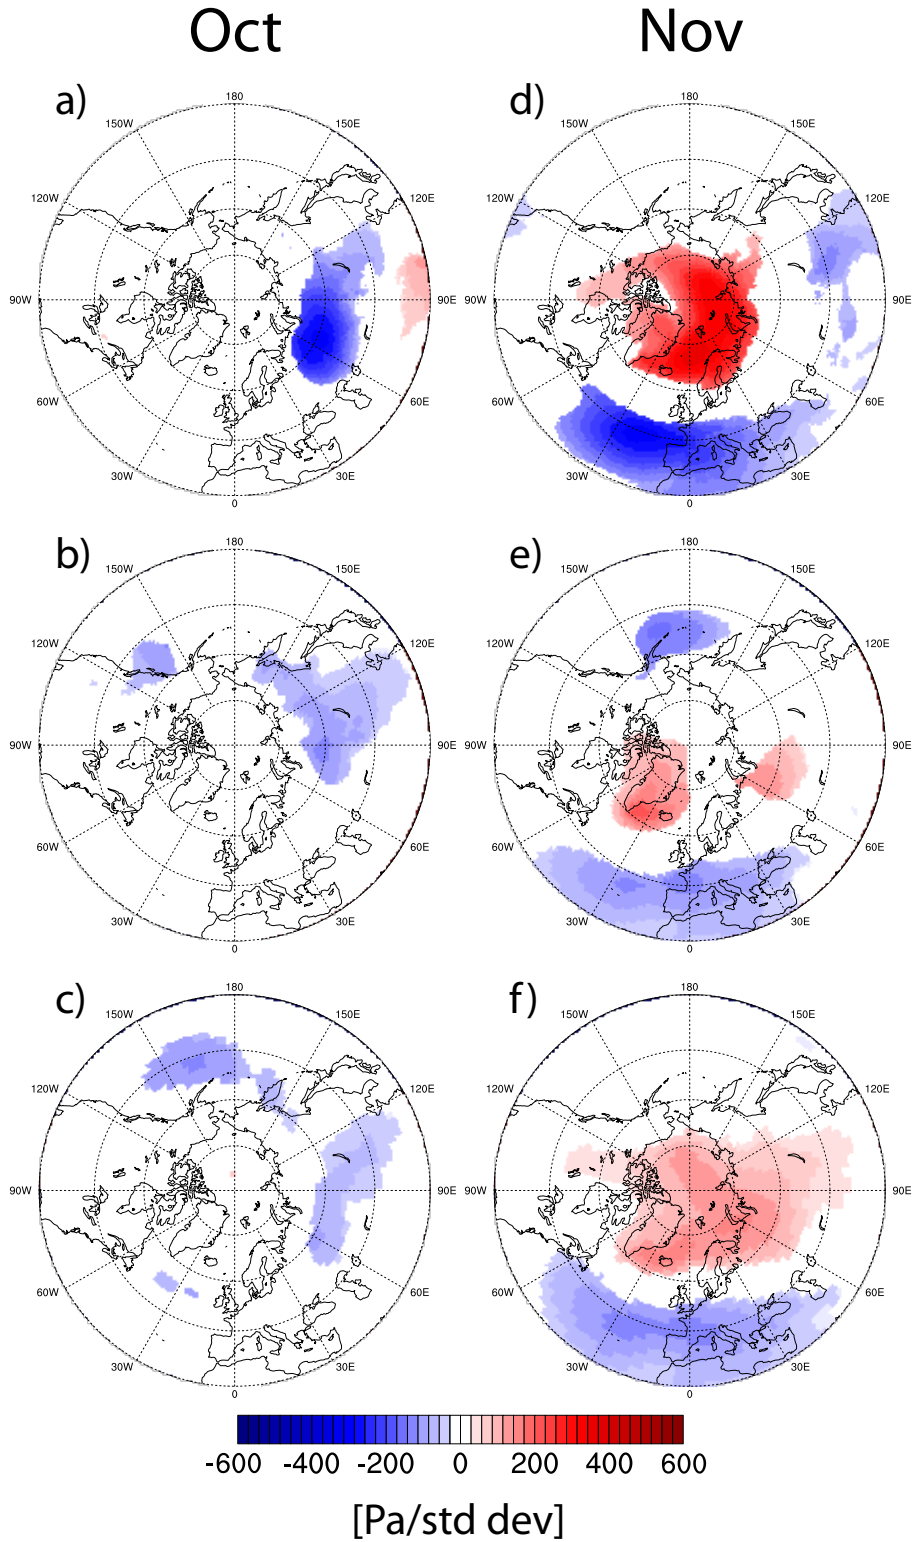 Oct Nov
a) d)
180 180
150W 150E 150W 150E
120W 120E 120W 120E
90W 90E 90W 90E
60W 60E 60W 60E
30W 30E 30W 30E
0 0
b) e)
180 180
150W 150E 150W 150E
120W 120E 120W 120E
90W 90E 90W 90E
60W 60E 60W 60E
30W 30E 30W 30E
0 0
c) f)
180 180
150W 150E 150W 150E
120W 120E 120W 120E
90W 90E 90W 90E
60W 60E 60W 60E
30W 30E 30W 30E
0 0
-600 -400 -200 0 200 400 600
[Pa/std dev]